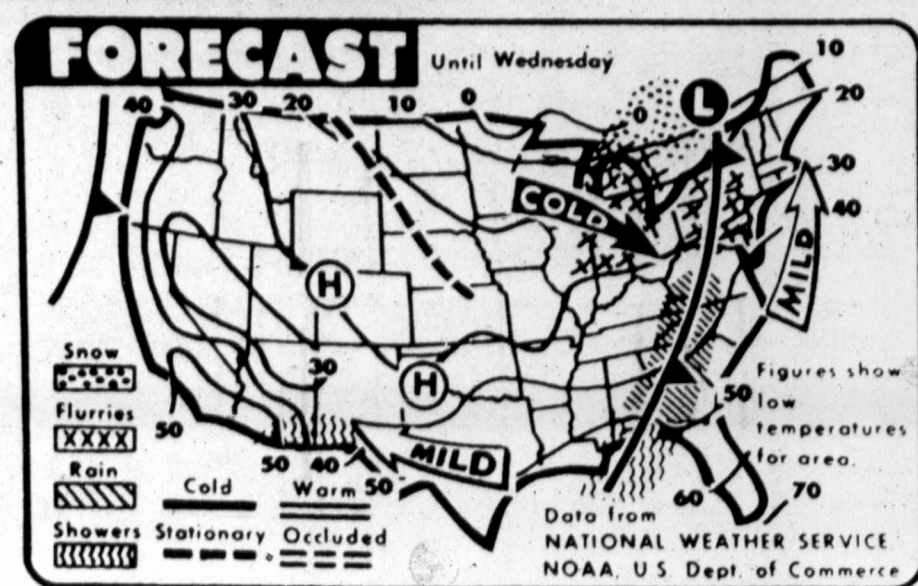 FORECAST Until Wednesday
40 30 20 10 0
10
20
30
40
0
L
COLD
MILD
H
H
30
50
50 40 50
MILD
50
60 70
Snow
Flurries
Rain
Showers
Cold Warm
Stationary Occluded
Figures show
low
temperatures
for area.
Data from
NATIONAL WEATHER SERVICE
NOAA, U.S. Dept. of Commerce